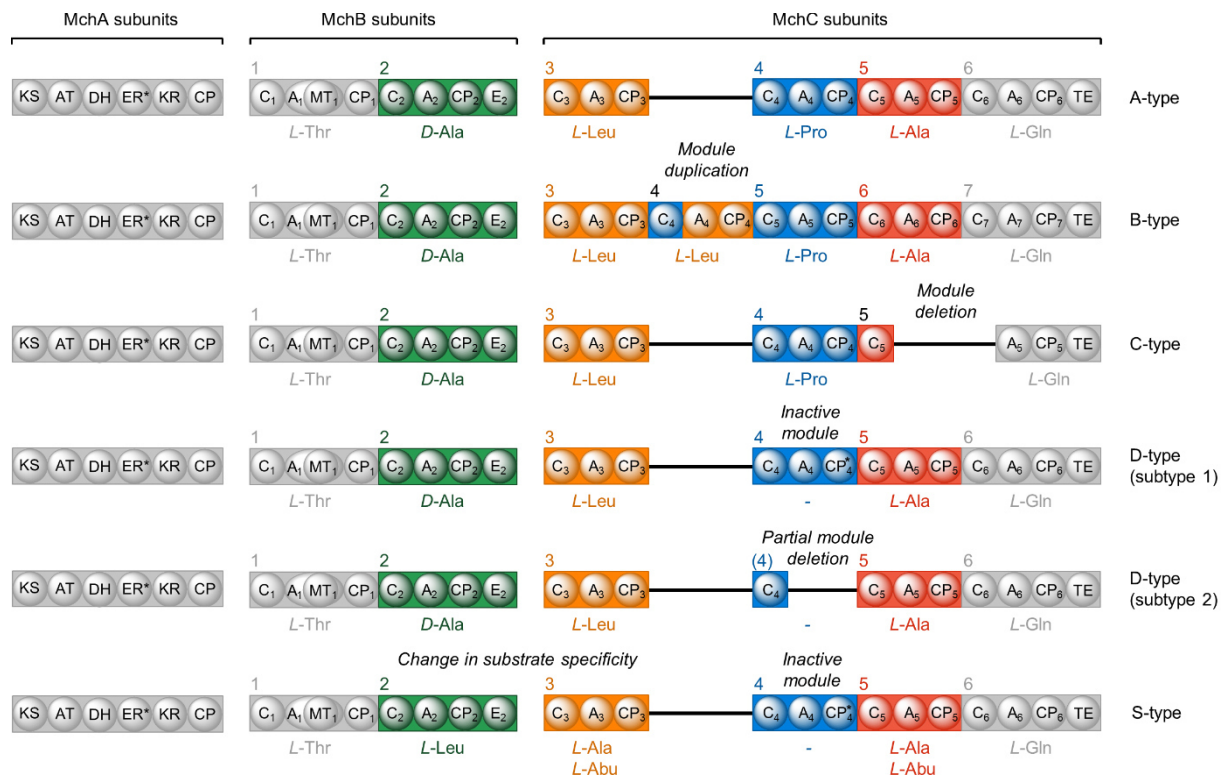 MchA subunits MchB subunits MchC subunits
1 2 3 4 5 6
KS AT DH ER* KR CP C1 A1 MT1 CP1 C2 A2 CP2 E2 C3 A3 CP3 C4 A4 CP4 C5 A5 CP5 C6 A6 CP6 TE A-type
L-Thr D-Ala L-Leu L-Pro L-Ala L-Gln
Module
duplication
1 2 3 4 5 6 7
KS AT DH ER* KR CP C1 A1 MT1 CP1 C2 A2 CP2 E2 C3 A3 CP3 C4 A4 CP4 C5 A5 CP5 C6 A6 CP6 C7 A7 CP7 TE B-type
L-Thr D-Ala L-Leu L-Leu L-Pro L-Ala L-Gln
Module
deletion
1 2 3 4 5
KS AT DH ER* KR CP C1 A1 MT1 CP1 C2 A2 CP2 E2 C3 A3 CP3 C4 A4 CP4 C5 A5 CP5 TE C-type
L-Thr D-Ala L-Leu L-Pro L-Gln
Inactive
module
1 2 3 4 5 6
KS AT DH ER* KR CP C1 A1 MT1 CP1 C2 A2 CP2 E2 C3 A3 CP3 C4 A4 CP4* C5 A5 CP5 C6 A6 CP6 TE D-type
(subtype 1)
L-Thr D-Ala L-Leu - L-Ala L-Gln
Partial module
deletion
1 2 3 (4) 5 6
KS AT DH ER* KR CP C1 A1 MT1 CP1 C2 A2 CP2 E2 C3 A3 CP3 C4 C5 A5 CP5 C6 A6 CP6 TE D-type
(subtype 2)
L-Thr D-Ala L-Leu - L-Ala L-Gln
Change in substrate specificity Inactive
module
1 2 3 4 5 6
KS AT DH ER* KR CP C1 A1 MT1 CP1 C2 A2 CP2 E2 C3 A3 CP3 C4 A4 CP4* C5 A5 CP5 C6 A6 CP6 TE S-type
L-Thr L-Leu L-Ala - L-Ala L-Gln
L-Abu L-Abu